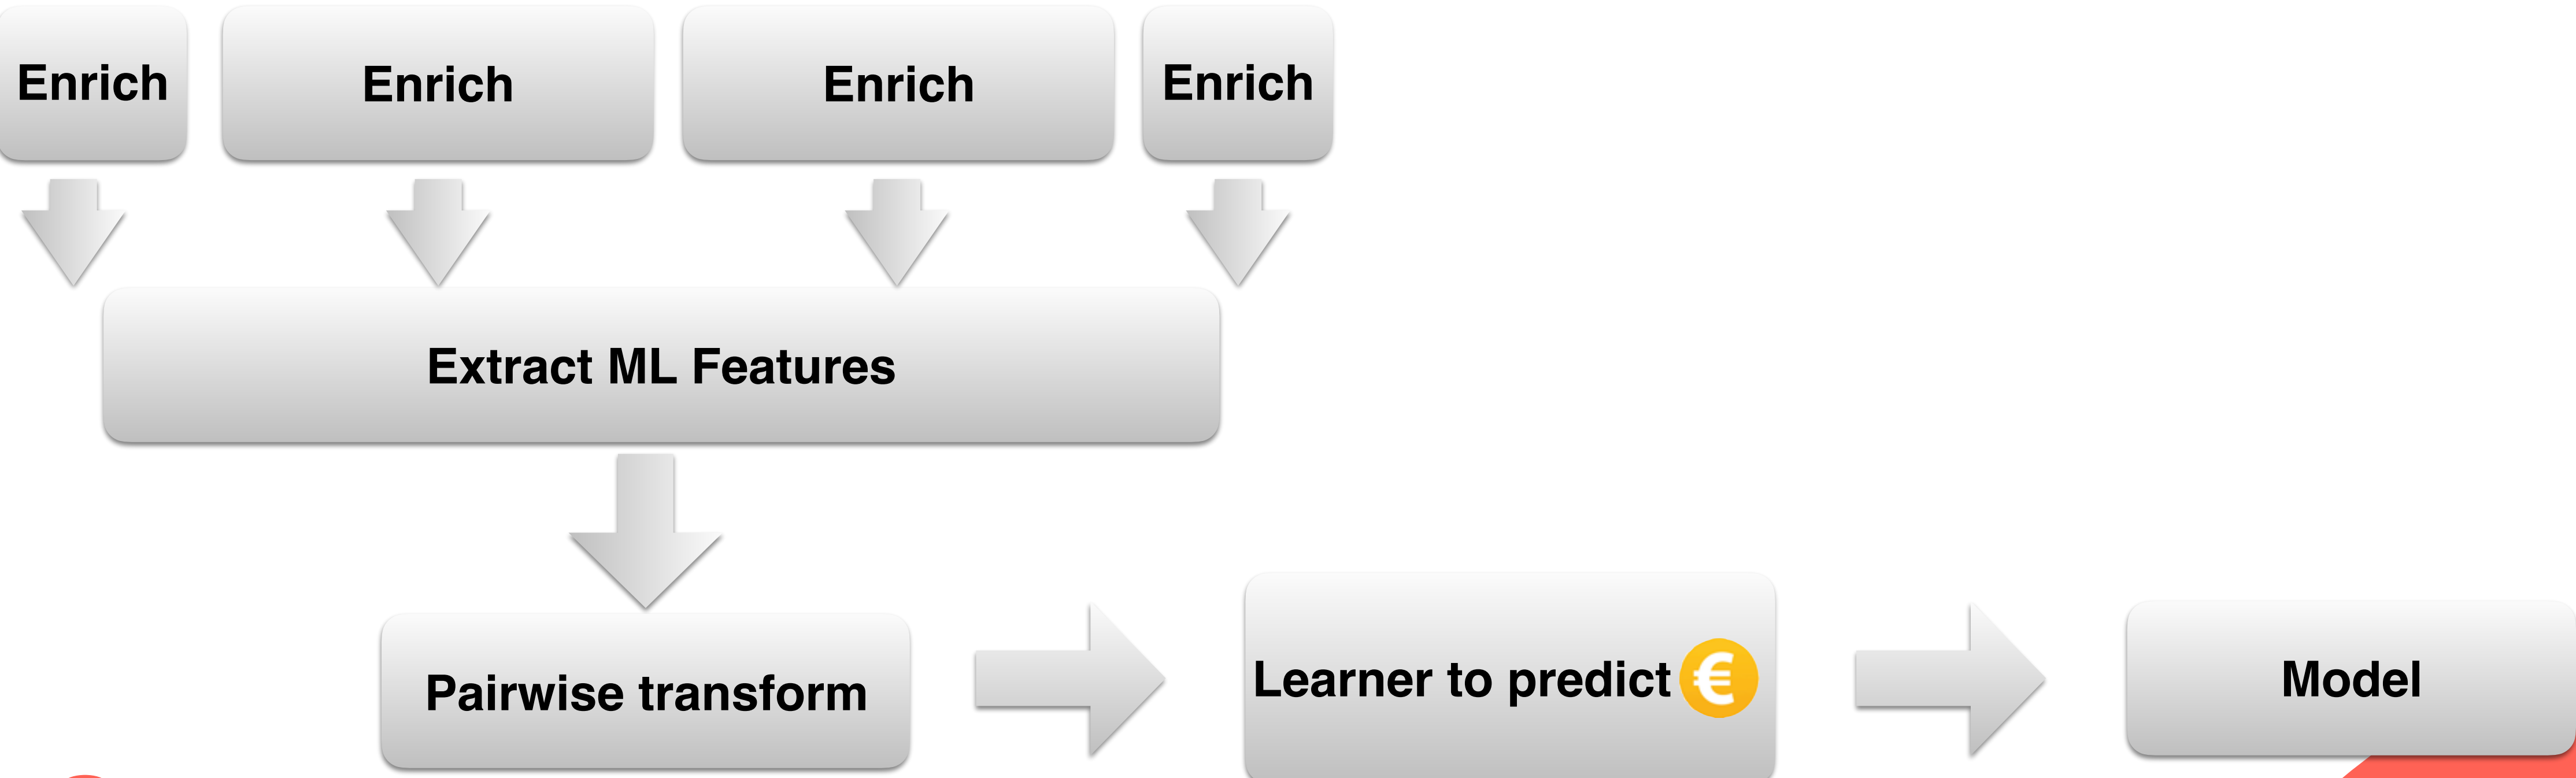 Enrich
Enrich
Enrich
Enrich
Extract ML Features
Pairwise transform
Learner to predict €
Model